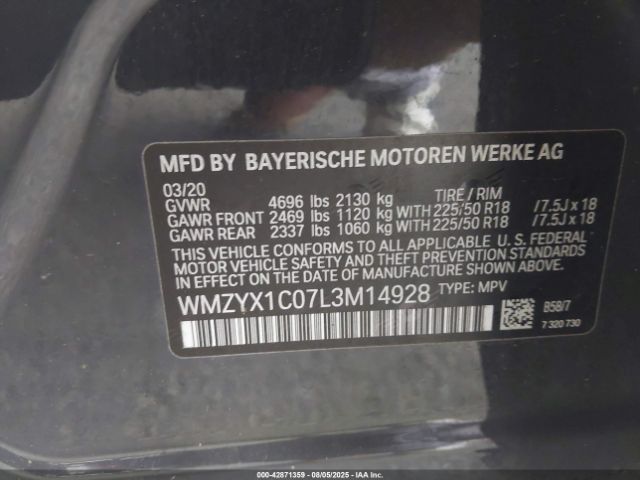 MFD BY BAYERISCHE MOTOREN WERKE AG
03/20 TIRE / RIM
GVWR 4696 lbs 2130 kg
GAWR FRONT 2469 lbs 1120 kg WITH 225/50 R18 /7.5J x 18
GAWR REAR 2337 lbs 1060 kg WITH 225/50 R18 /7.5J x 18
THIS VEHICLE CONFORMS TO ALL APPLICABLE U.S. FEDERAL
MOTOR VEHICLE SAFETY, BUMPER, AND THEFT PREVENTION STANDARDS
IN EFFECT ON THE DATE OF MANUFACTURE SHOWN ABOVE.
WMZYX1C07L3M14928 TYPE: MPV
B58/7
7 320 730
000-42871359 - 08/05/2025 - IAAI.COM